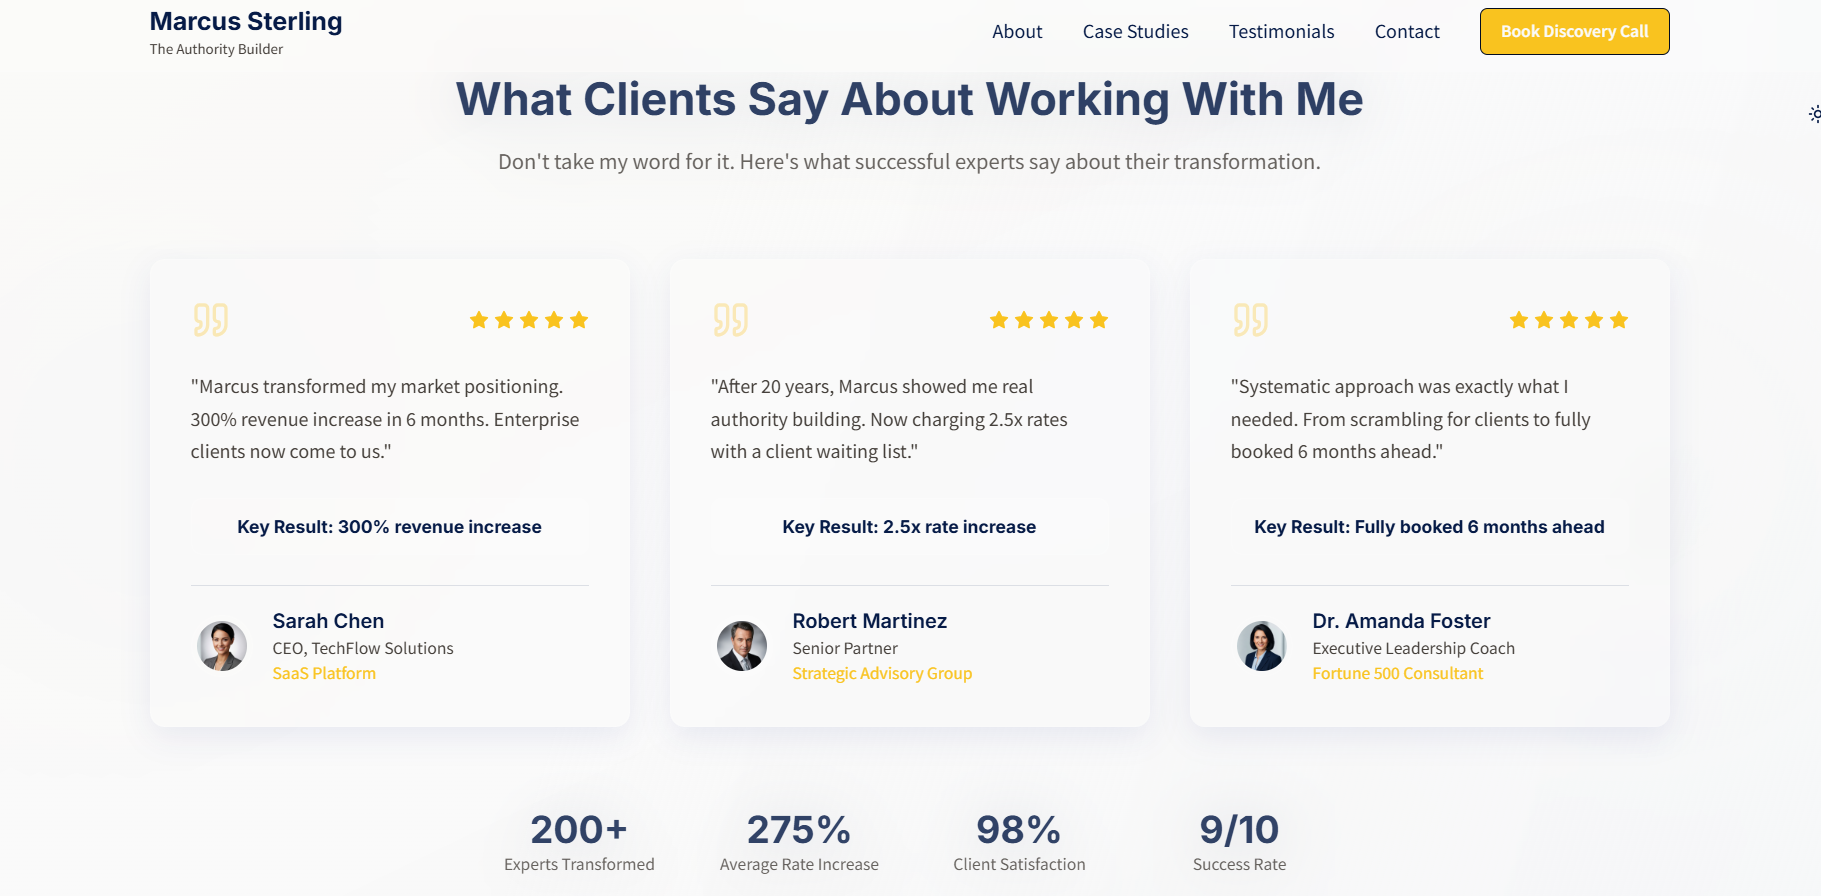 Marcus Sterling
The Authority Builder
About
Case Studies
Testimonials
Contact
Book Discovery Call
What Clients Say About Working With Me
Don't take my word for it. Here's what successful experts say about their transformation.
"Marcus transformed my market positioning.
300% revenue increase in 6 months. Enterprise
clients now come to us."
Key Result: 300% revenue increase
Sarah Chen
CEO, TechFlow Solutions
SaaS Platform
"After 20 years, Marcus showed me real
authority building. Now charging 2.5x rates
with a client waiting list."
Key Result: 2.5x rate increase
Robert Martinez
Senior Partner
Strategic Advisory Group
"Systematic approach was exactly what I
needed. From scrambling for clients to fully
booked 6 months ahead."
Key Result: Fully booked 6 months ahead
Dr. Amanda Foster
Executive Leadership Coach
Fortune 500 Consultant
200+
Experts Transformed
275%
Average Rate Increase
98%
Client Satisfaction
9/10
Success Rate